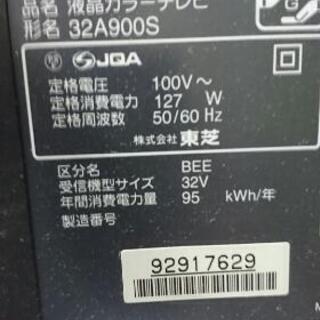 品名 液晶カラーテレビ
形名 32A900S
JQA
定格電圧 100V～
定格消費電力 127 W
定格周波数 50/60 Hz
株式会社 東芝
区分名 BEE
受信機型サイズ 32V
年間消費電力量 95 kWh/年
製造番号
92917629
G
M